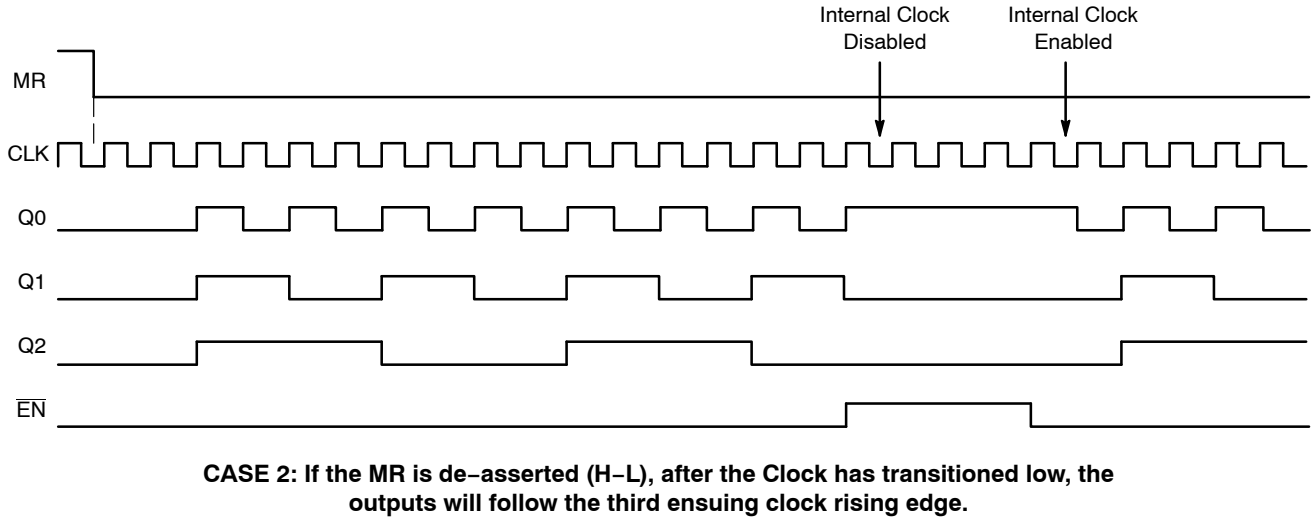 Internal Clock
Disabled
Internal Clock
Enabled
MR
CLK
Q0
Q1
Q2
EN
CASE 2: If the MR is de−asserted (H−L), after the Clock has transitioned low, the
outputs will follow the third ensuing clock rising edge.